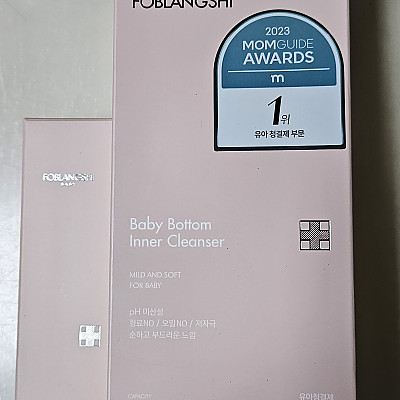 FOBLANGSHI
2023
MOMGUIDE
AWARDS
m
1위
유아 청결제 부문
FOBLANGSHI
Baby Bottom
Inner Cleanser
MILD AND SOFT
FOR BABY
pH 미산성
향료NO / 오일NO / 저자극
순하고 부드러운 느낌
CAPACITY
유아청결제